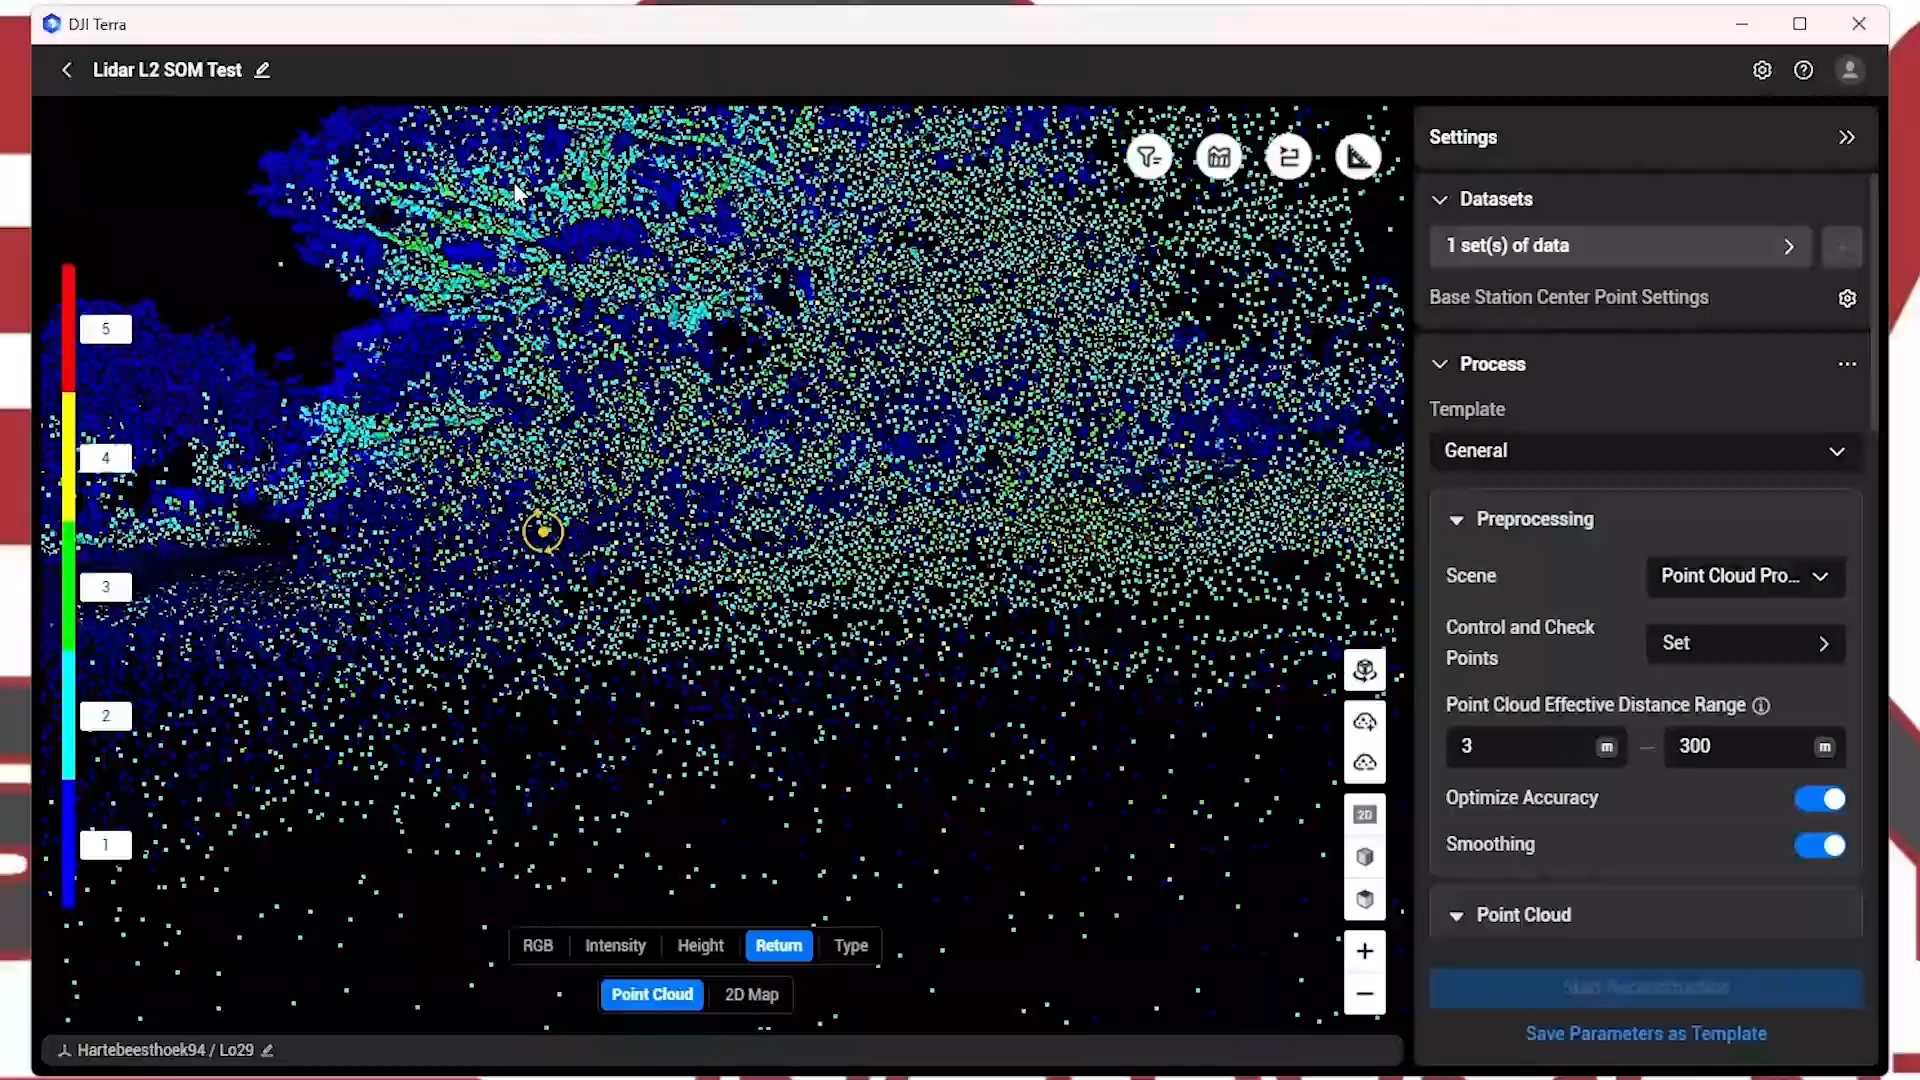 DJI Terra
Lidar L2 SOM Test
Settings
Datasets
1 set(s) of data
Base Station Center Point Settings
Process
Template
General
Preprocessing
Scene
Point Cloud Pro...
Control and Check
Points
Set
Point Cloud Effective Distance Range
3 m — 300 m
Optimize Accuracy
Smoothing
Point Cloud
Start Reconstruction
Save Parameters as Template
5
4
3
2
1
2D
RGB Intensity Height Return Type
Point Cloud 2D Map
Hartebeesthoek94 / Lo29